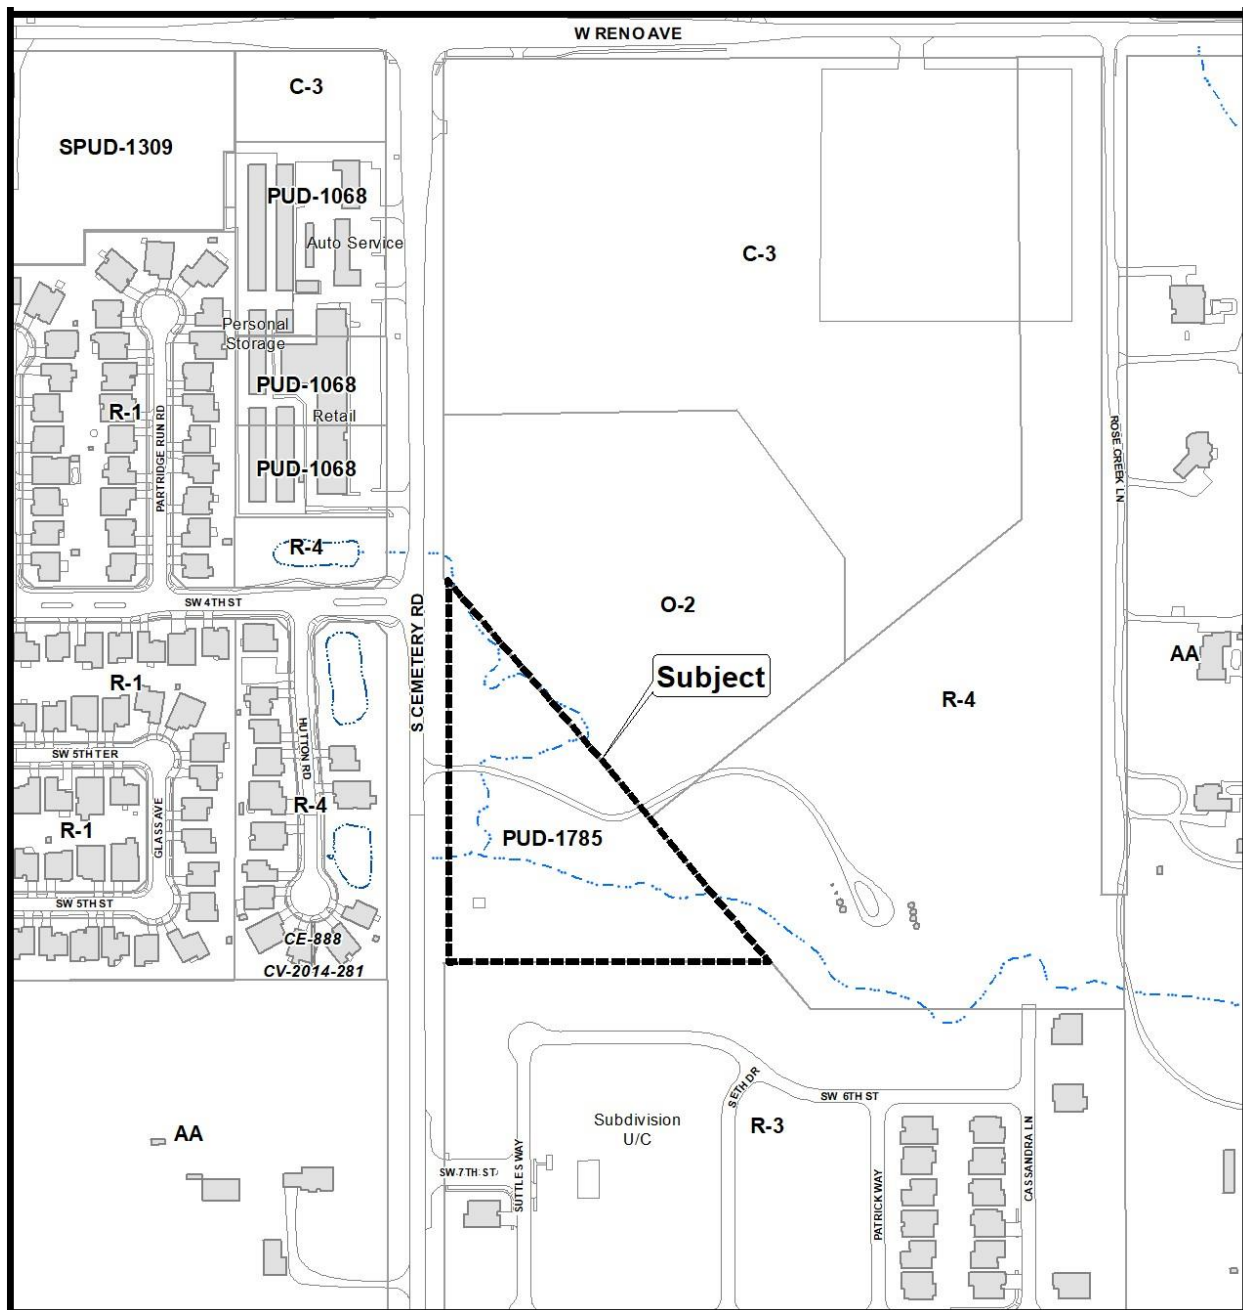 W RENO AVE
C-3
SPUD-1309
PUD-1068
Auto Service
C-3
Personal
Storage
PUD-1068
R-1
Retail
PARTRIDGE RUN RD
ROSE CREEK LN
PUD-1068
R-4
SW 4TH ST
O-2
S CEMETERY RD
Subject
AA
R-1
R-4
HUTTON RD
SW 5TH TER
R-4
GLASS AVE
R-1
PUD-1785
SW 5TH ST
CE-888
CV-2014-281
SETH DR
SW 6TH ST
Subdivision
U/C
R-3
AA
SW 7TH ST
SUTTLES WAY
PATRICK WAY
CASSANDRA LN